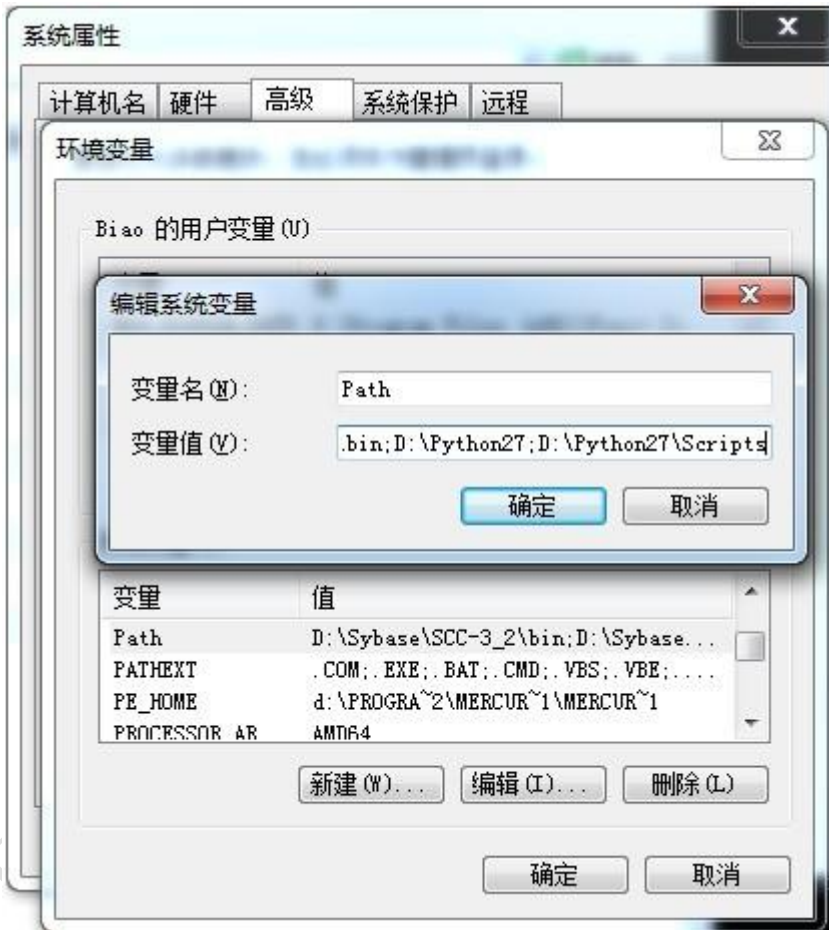 系统属性
计算机名 硬件 高级 系统保护 远程
环境变量
Biao 的用户变量(U)
编辑系统变量
变量名(N): Path
变量值(V): .bin;D:\Python27;D:\Python27\Scripts
确定 取消
变量 值
Path D:\Sybase\SCC-3_2\bin;D:\Sybase...
PATHEXT .COM;.EXE;.BAT;.CMD;.VBS;.VBE;....
PE_HOME d:\PROGRA~2\MERCUR~1\MERCUR~1
PROCESSOR_AR AMD64
新建(W)... 编辑(I)... 删除(L)
确定 取消